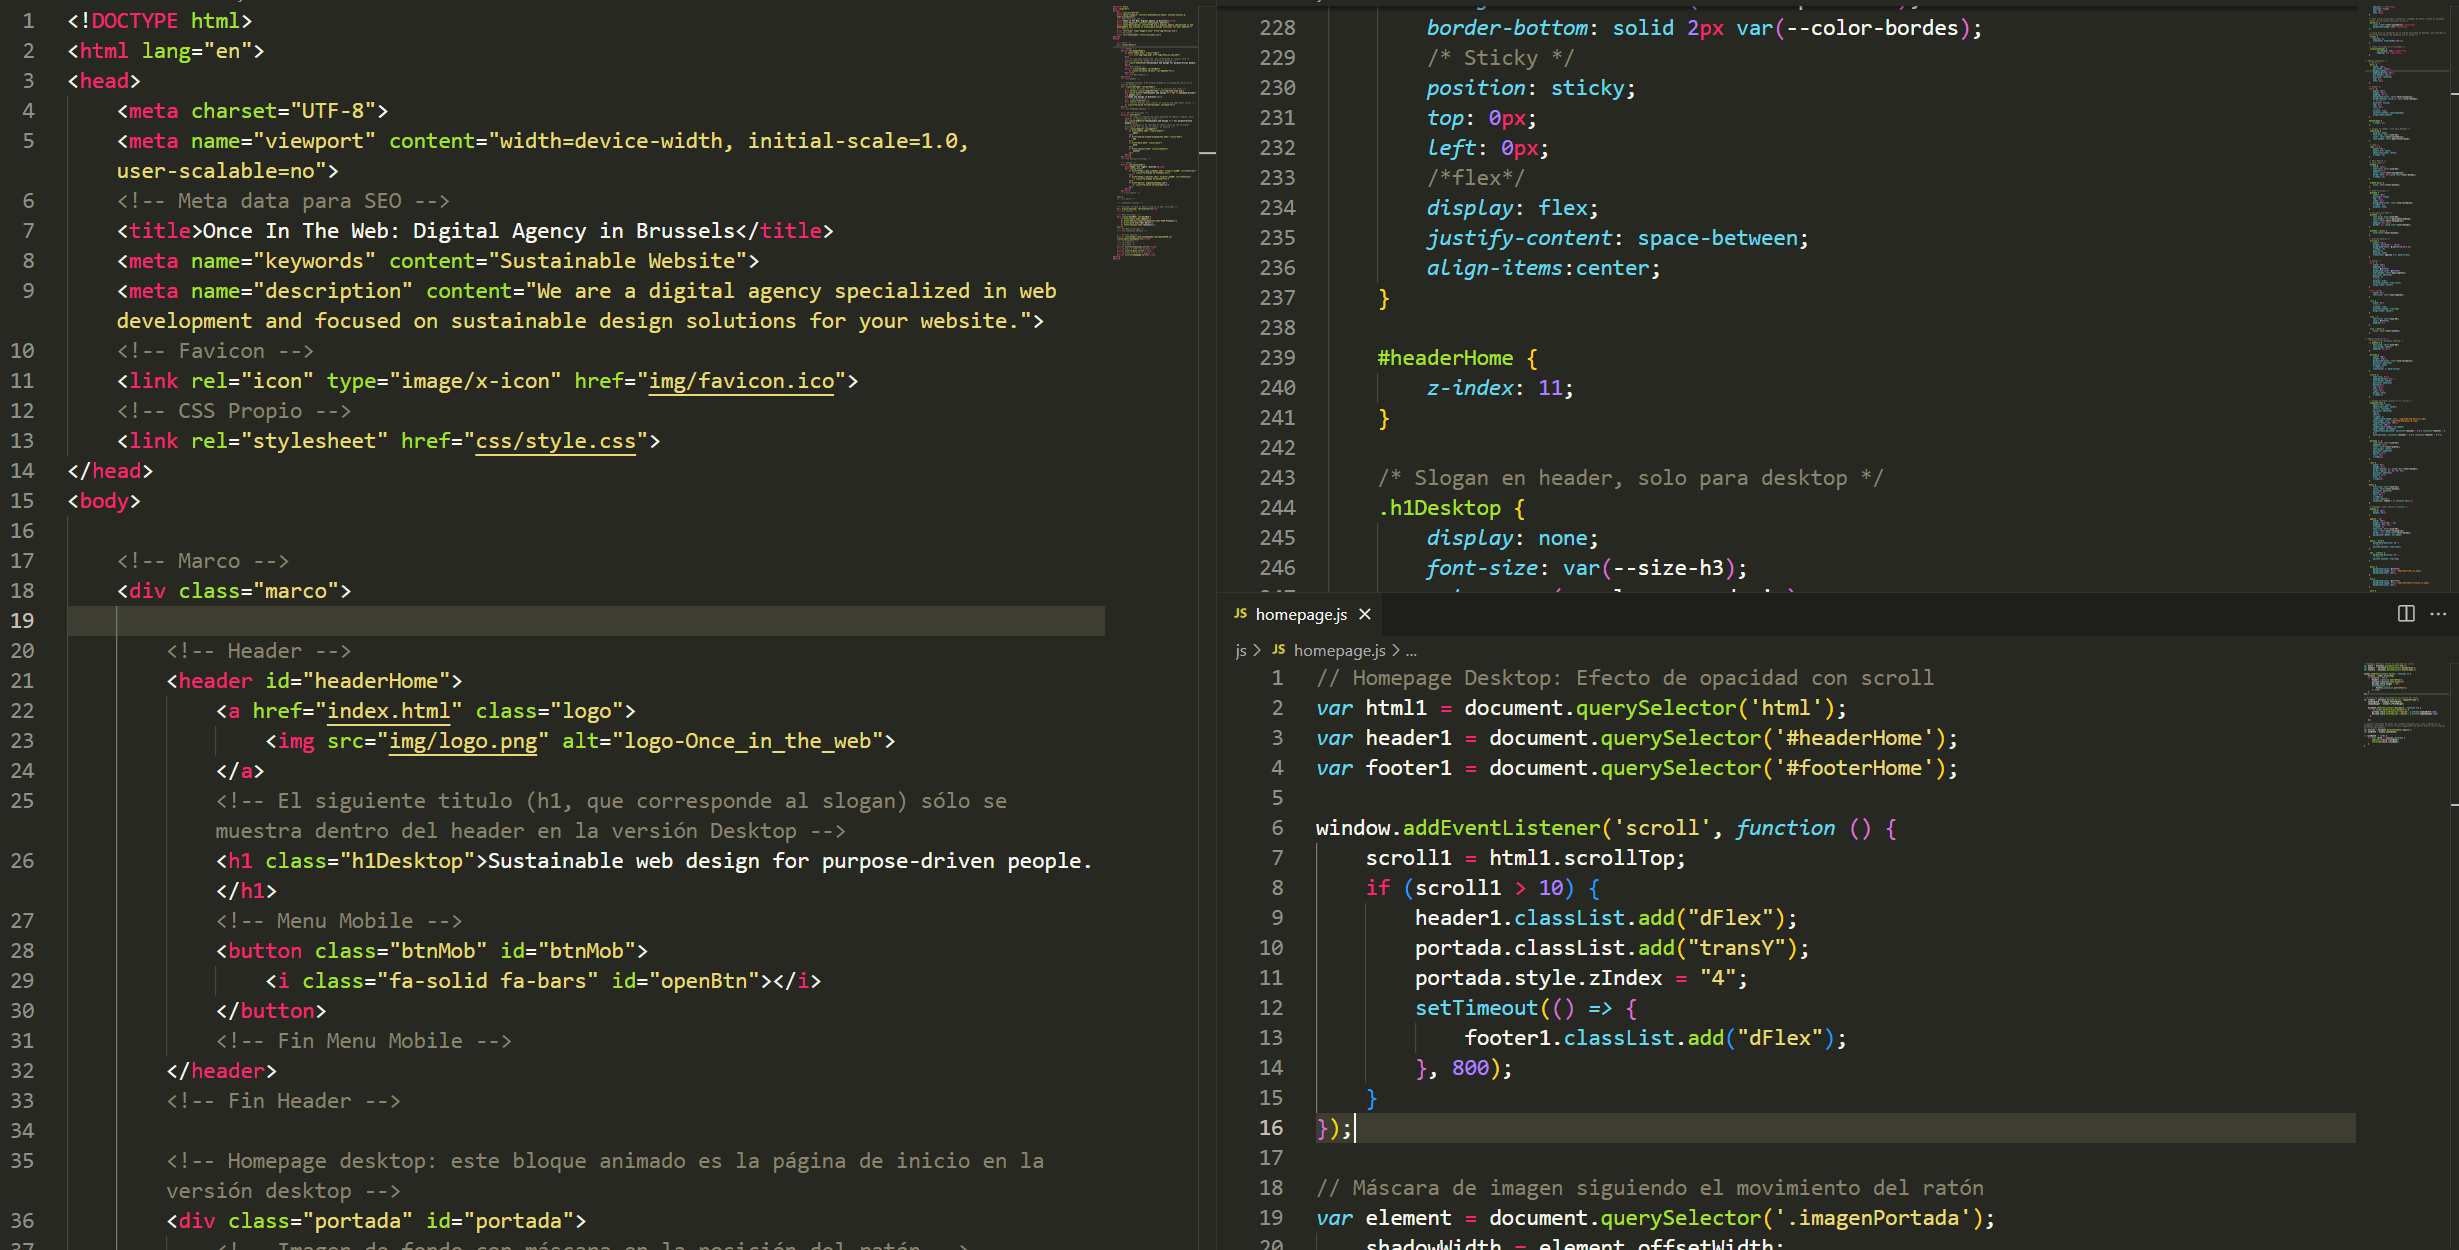 1 <!DOCTYPE html>
2 <html lang="en">
3 <head>
4 <meta charset="UTF-8">
5 <meta name="viewport" content="width=device-width, initial-scale=1.0,
user-scalable=no">
6 <!-- Meta data para SEO -->
7 <title>Once In The Web: Digital Agency in Brussels</title>
8 <meta name="keywords" content="Sustainable Website">
9 <meta name="description" content="We are a digital agency specialized in web
development and focused on sustainable design solutions for your website.">
10 <!-- Favicon -->
11 <link rel="icon" type="image/x-icon" href="img/favicon.ico">
12 <!-- CSS Propio -->
13 <link rel="stylesheet" href="css/style.css">
14 </head>
15 <body>
16
17 <!-- Marco -->
18 <div class="marco">
19
20 <!-- Header -->
21 <header id="headerHome">
22 <a href="index.html" class="logo">
23 <img src="img/logo.png" alt="logo-Once_in_the_web">
24 </a>
25 <!-- El siguiente titulo (h1, que corresponde al slogan) sólo se
muestra dentro del header en la versión Desktop -->
26 <h1 class="h1Desktop">Sustainable web design for purpose-driven people.
</h1>
27 <!-- Menu Mobile -->
28 <button class="btnMob" id="btnMob">
29 <i class="fa-solid fa-bars" id="openBtn"></i>
30 </button>
31 <!-- Fin Menu Mobile -->
32 </header>
33 <!-- Fin Header -->
34
35 <!-- Homepage desktop: este bloque animado es la página de inicio en la
versión desktop -->
36 <div class="portada" id="portada">
37 <!-- Imagen de fondo con máscara en la posición del ratón -->
228 border-bottom: solid 2px var(--color-bordes);
229 /* Sticky */
230 position: sticky;
231 top: 0px;
232 left: 0px;
233 /*flex*/
234 display: flex;
235 justify-content: space-between;
236 align-items:center;
237 }
238
239 #headerHome {
240 z-index: 11;
241 }
242
243 /* Slogan en header, solo para desktop */
244 .h1Desktop {
245 display: none;
246 font-size: var(--size-h3);
JS homepage.js ×
js > JS homepage.js > ...
1 // Homepage Desktop: Efecto de opacidad con scroll
2 var html1 = document.querySelector('html');
3 var header1 = document.querySelector('#headerHome');
4 var footer1 = document.querySelector('#footerHome');
5
6 window.addEventListener('scroll', function () {
7 scroll1 = html1.scrollTop;
8 if (scroll1 > 10) {
9 header1.classList.add("dFlex");
10 portada.classList.add("transY");
11 portada.style.zIndex = "4";
12 setTimeout(() => {
13 footer1.classList.add("dFlex");
14 }, 800);
15 }
16 });
17
18 // Máscara de imagen siguiendo el movimiento del ratón
19 var element = document.querySelector('.imagenPortada');
20 shadowWidth = element.offsetWidth;